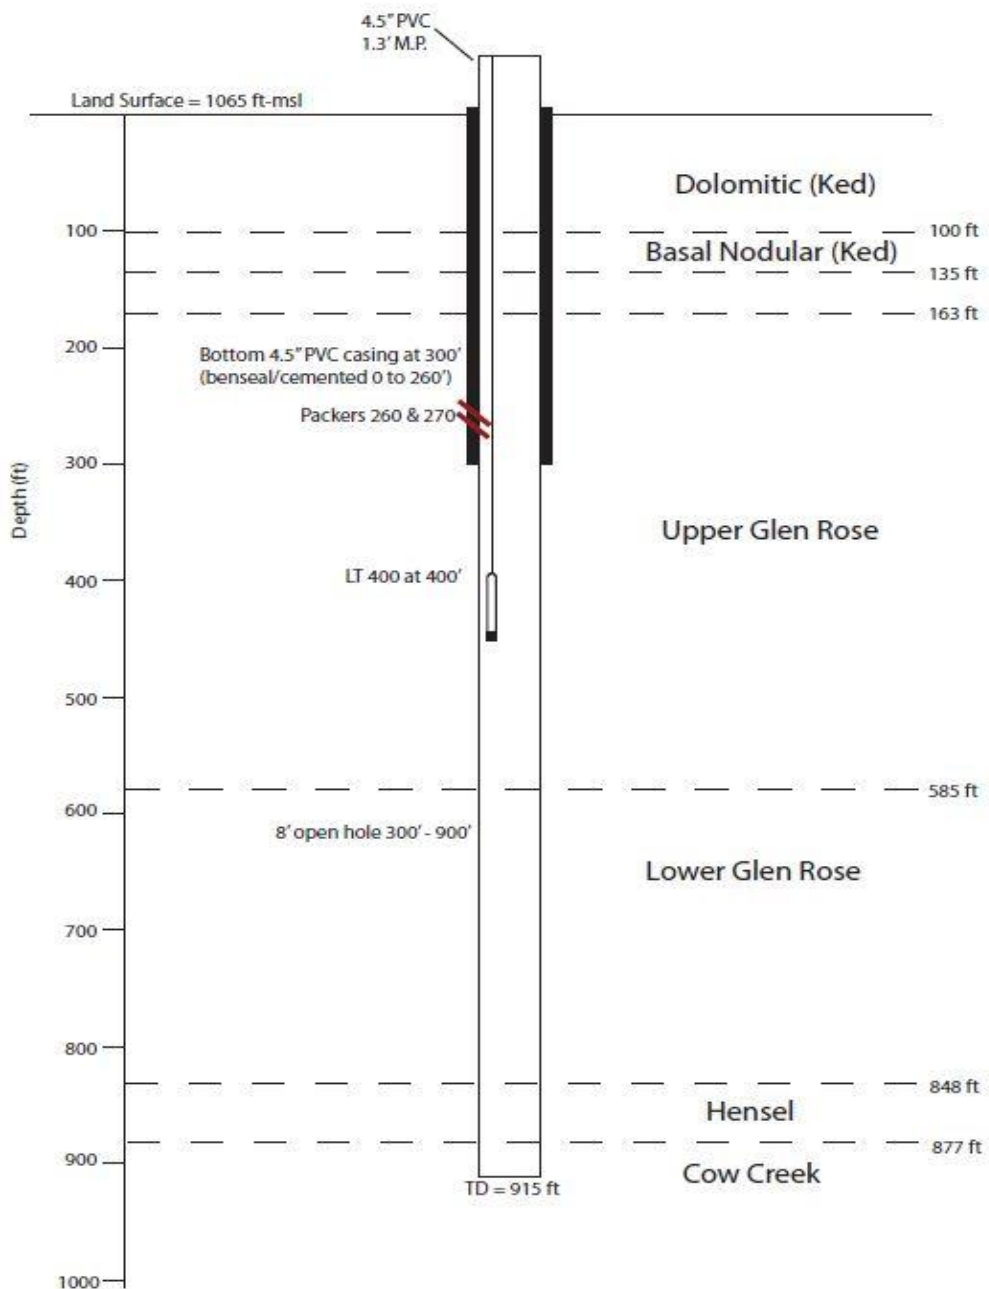 4.5" PVC
1.3' M.P.
Land Surface = 1065 ft-msl
Dolomitic (Ked)
100
100 ft
Basal Nodular (Ked)
135 ft
163 ft
200
Bottom 4.5" PVC casing at 300'
(benseal/cemented 0 to 260')
Packers 260 & 270
300
Depth (ft)
Upper Glen Rose
LT 400 at 400'
400
500
585 ft
600
8' open hole 300' - 900'
Lower Glen Rose
700
800
848 ft
Hensel
877 ft
900
Cow Creek
TD = 915 ft
1000